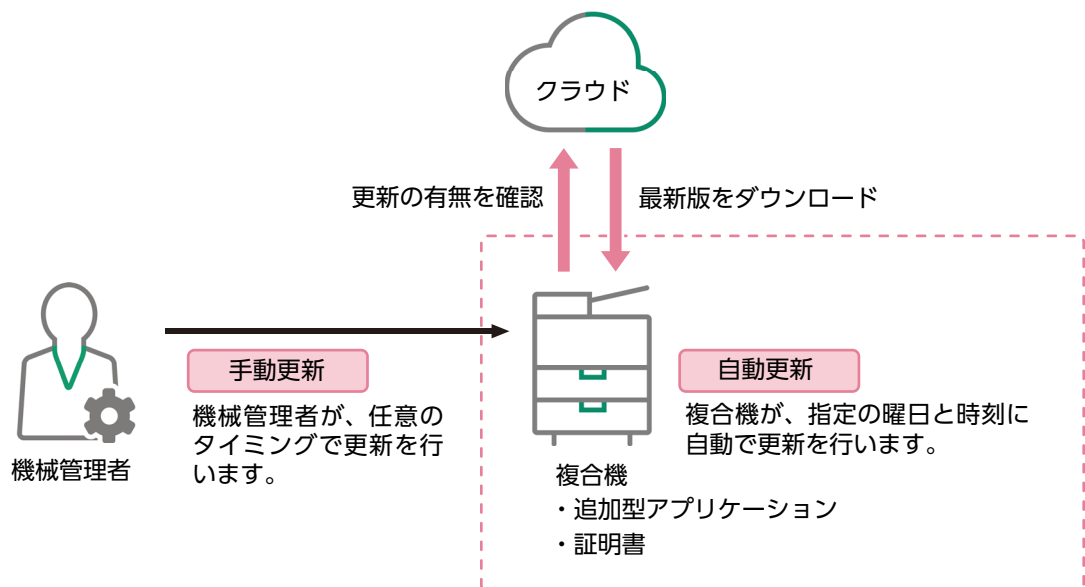 クラウド
更新の有無を確認
最新版をダウンロード
手動更新
機械管理者が、任意の
タイミングで更新を行
います。
機械管理者
自動更新
複合機が、指定の曜日と時刻に
自動で更新を行います。
複合機
・追加型アプリケーション
・証明書